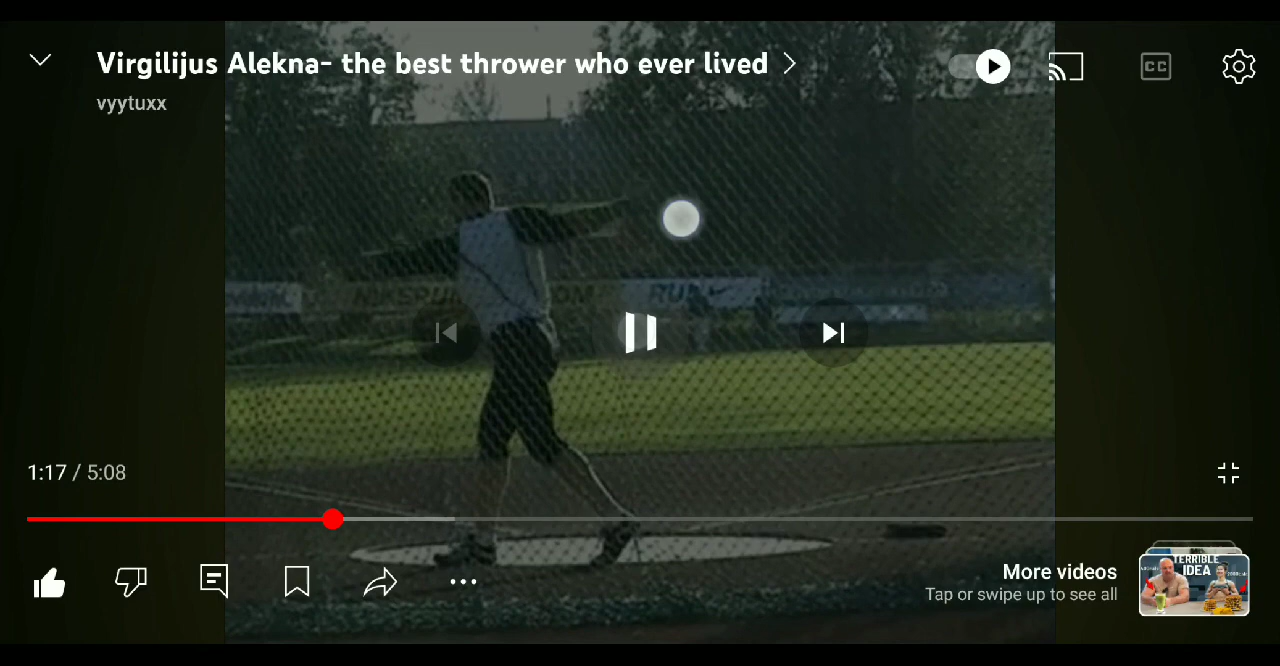 Virgilijus Alekna- the best thrower who ever lived
vyytuxx
CC
RUN
1:17 / 5:08
More videos
Tap or swipe up to see all
TERRIBLE
IDEA